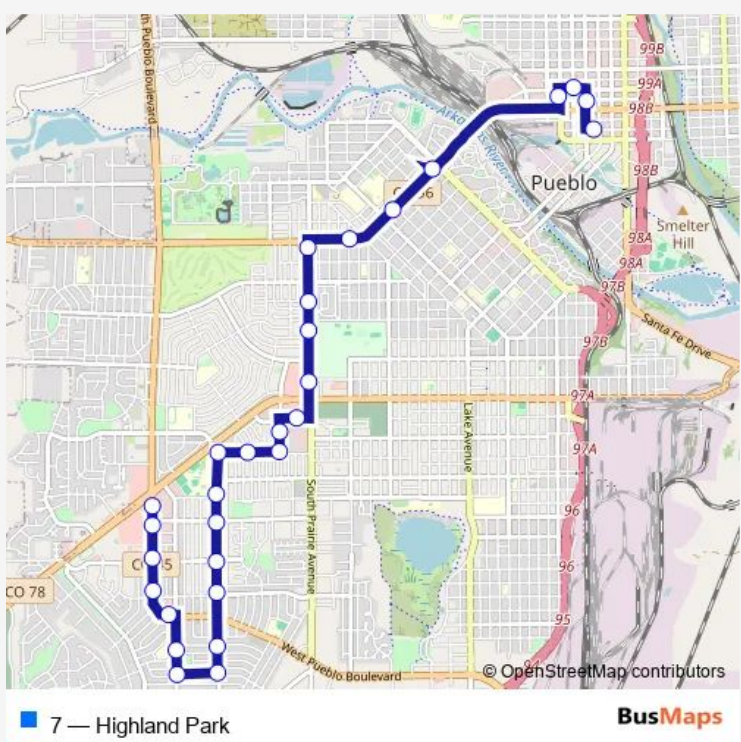 99B
99A
98B
th Pueblo Boulevard
98B
Pueblo
Smelter
Hill
98A
98A
97B
Santa Fe Drive
97B
97A
Lake Avenue
97A
South Prairie Avenue
96
96
CO 78
95
West Pueblo Boulevard
© OpenStreetMap contributors
7 — Highland Park
BusMaps